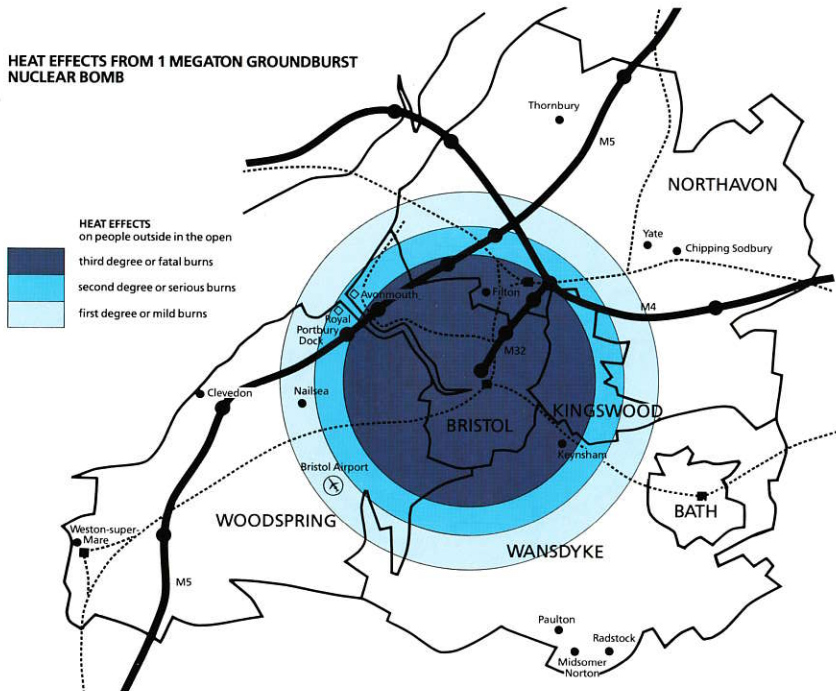 HEAT EFFECTS FROM 1 MEGATON GROUNDBURST
NUCLEAR BOMB
HEAT EFFECTS
on people outside in the open
third degree or fatal burns
second degree or serious burns
first degree or mild burns
Thornbury
M5
NORTHAVON
Yate
Chipping Sodbury
Avonmouth
Filton
Royal
Portbury
Dock
M4
M32
Clevedon
Nailsea
KINGSWOOD
BRISTOL
Keynsham
Bristol Airport
BATH
WOODSPRING
Weston-super-
Mare
WANSDYKE
M5
Paulton
Radstock
Midsomer
Norton